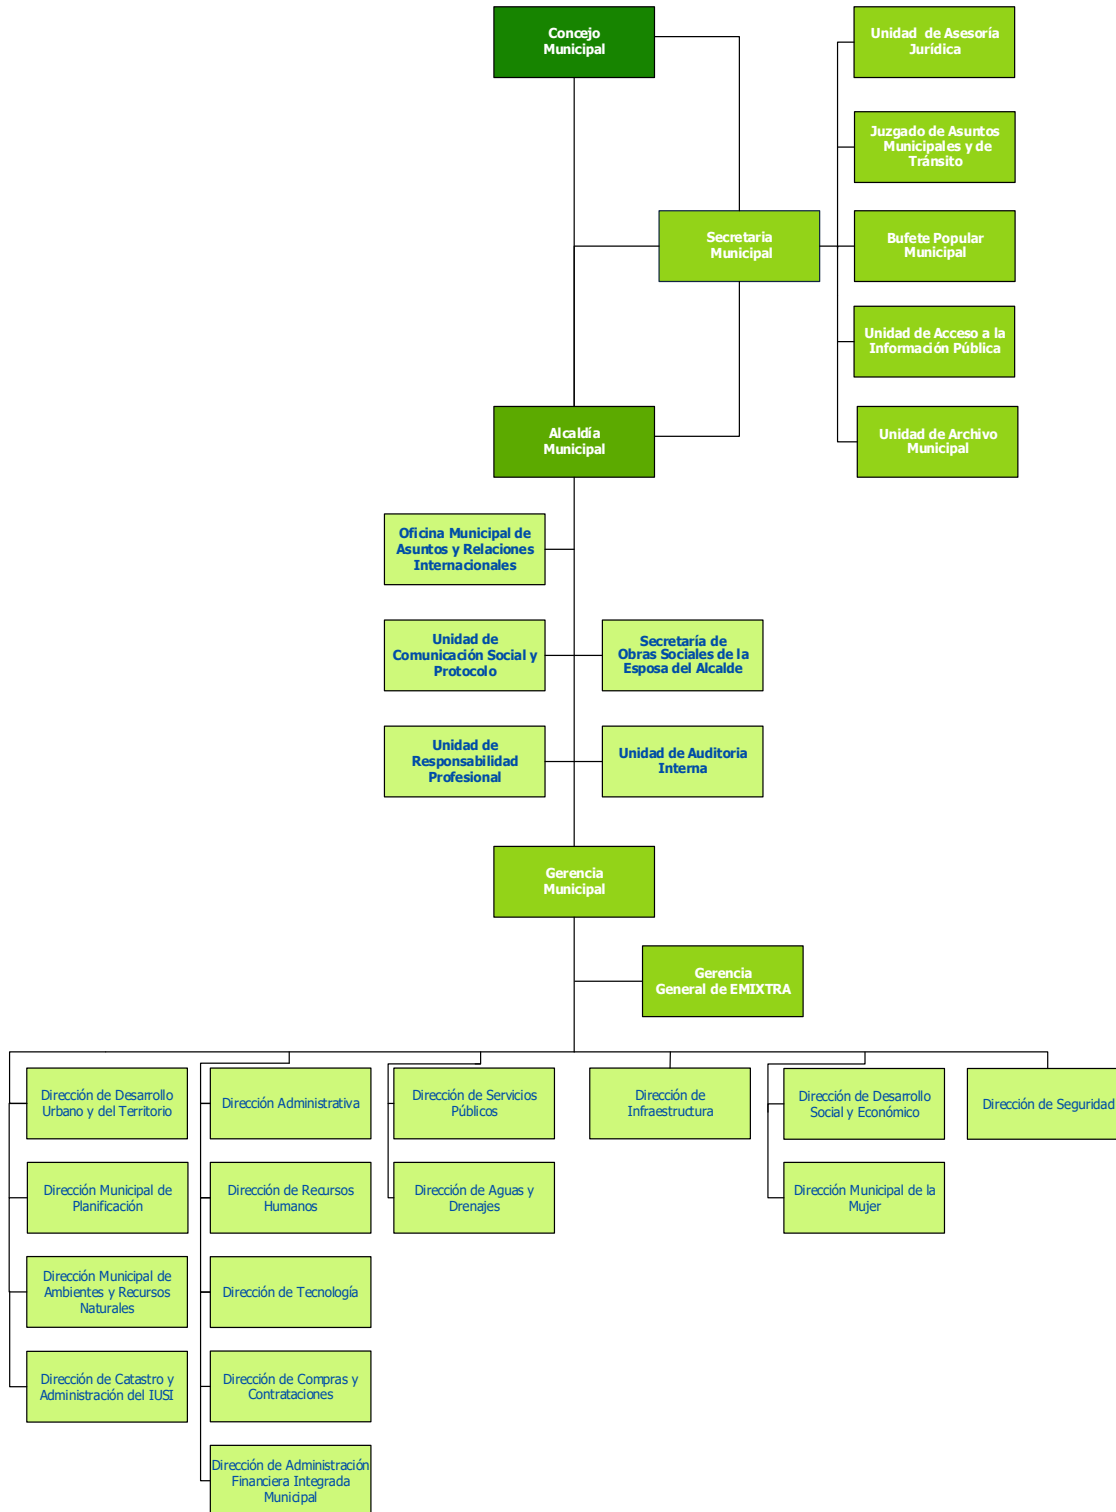 Concejo
Municipal
Unidad de Asesoría
Jurídica
Juzgado de Asuntos
Municipales y de
Tránsito
Secretaria
Municipal
Bufete Popular
Municipal
Unidad de Acceso a la
Información Pública
Alcaldía
Municipal
Unidad de Archivo
Municipal
Oficina Municipal de
Asuntos y Relaciones
Internacionales
Unidad de
Comunicación Social y
Protocolo
Secretaría de
Obras Sociales de la
Esposa del Alcalde
Unidad de
Responsabilidad
Profesional
Unidad de Auditoria
Interna
Gerencia
Municipal
Gerencia
General de EMIXTRA
Dirección de Desarrollo
Urbano y del Territorio
Dirección Administrativa
Dirección de Servicios
Públicos
Dirección de
Infraestructura
Dirección de Desarrollo
Social y Económico
Dirección de Seguridad
Dirección Municipal de
Planificación
Dirección de Recursos
Humanos
Dirección de Aguas y
Drenajes
Dirección Municipal de la
Mujer
Dirección Municipal de
Ambientes y Recursos
Naturales
Dirección de Tecnología
Dirección de Catastro y
Administración del IUSI
Dirección de Compras y
Contrataciones
Dirección de Administración
Financiera Integrada
Municipal